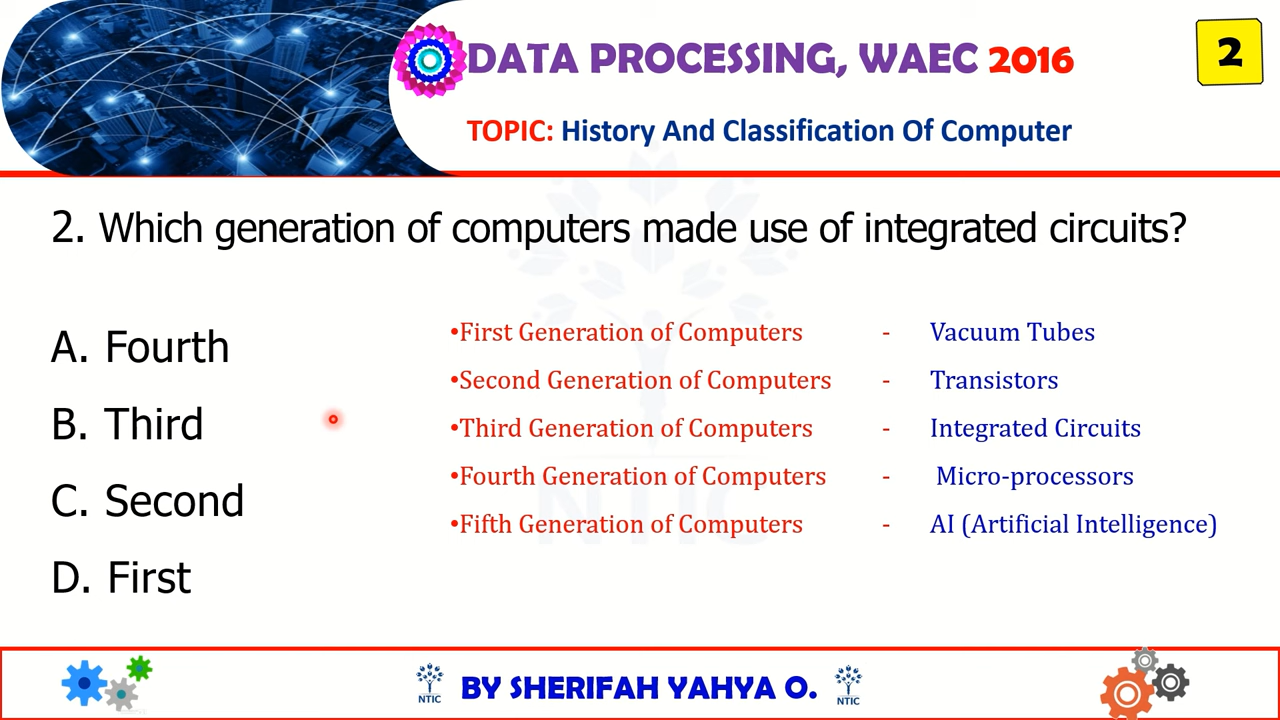 DATA PROCESSING, WAEC 2016
2
TOPIC: History And Classification Of Computer
2. Which generation of computers made use of integrated circuits?
A. Fourth
B. Third
C. Second
D. First
•First Generation of Computers - Vacuum Tubes
•Second Generation of Computers - Transistors
•Third Generation of Computers - Integrated Circuits
•Fourth Generation of Computers - Micro-processors
•Fifth Generation of Computers - AI (Artificial Intelligence)
NTIC
NTIC
BY SHERIFAH YAHYA O.
NTIC